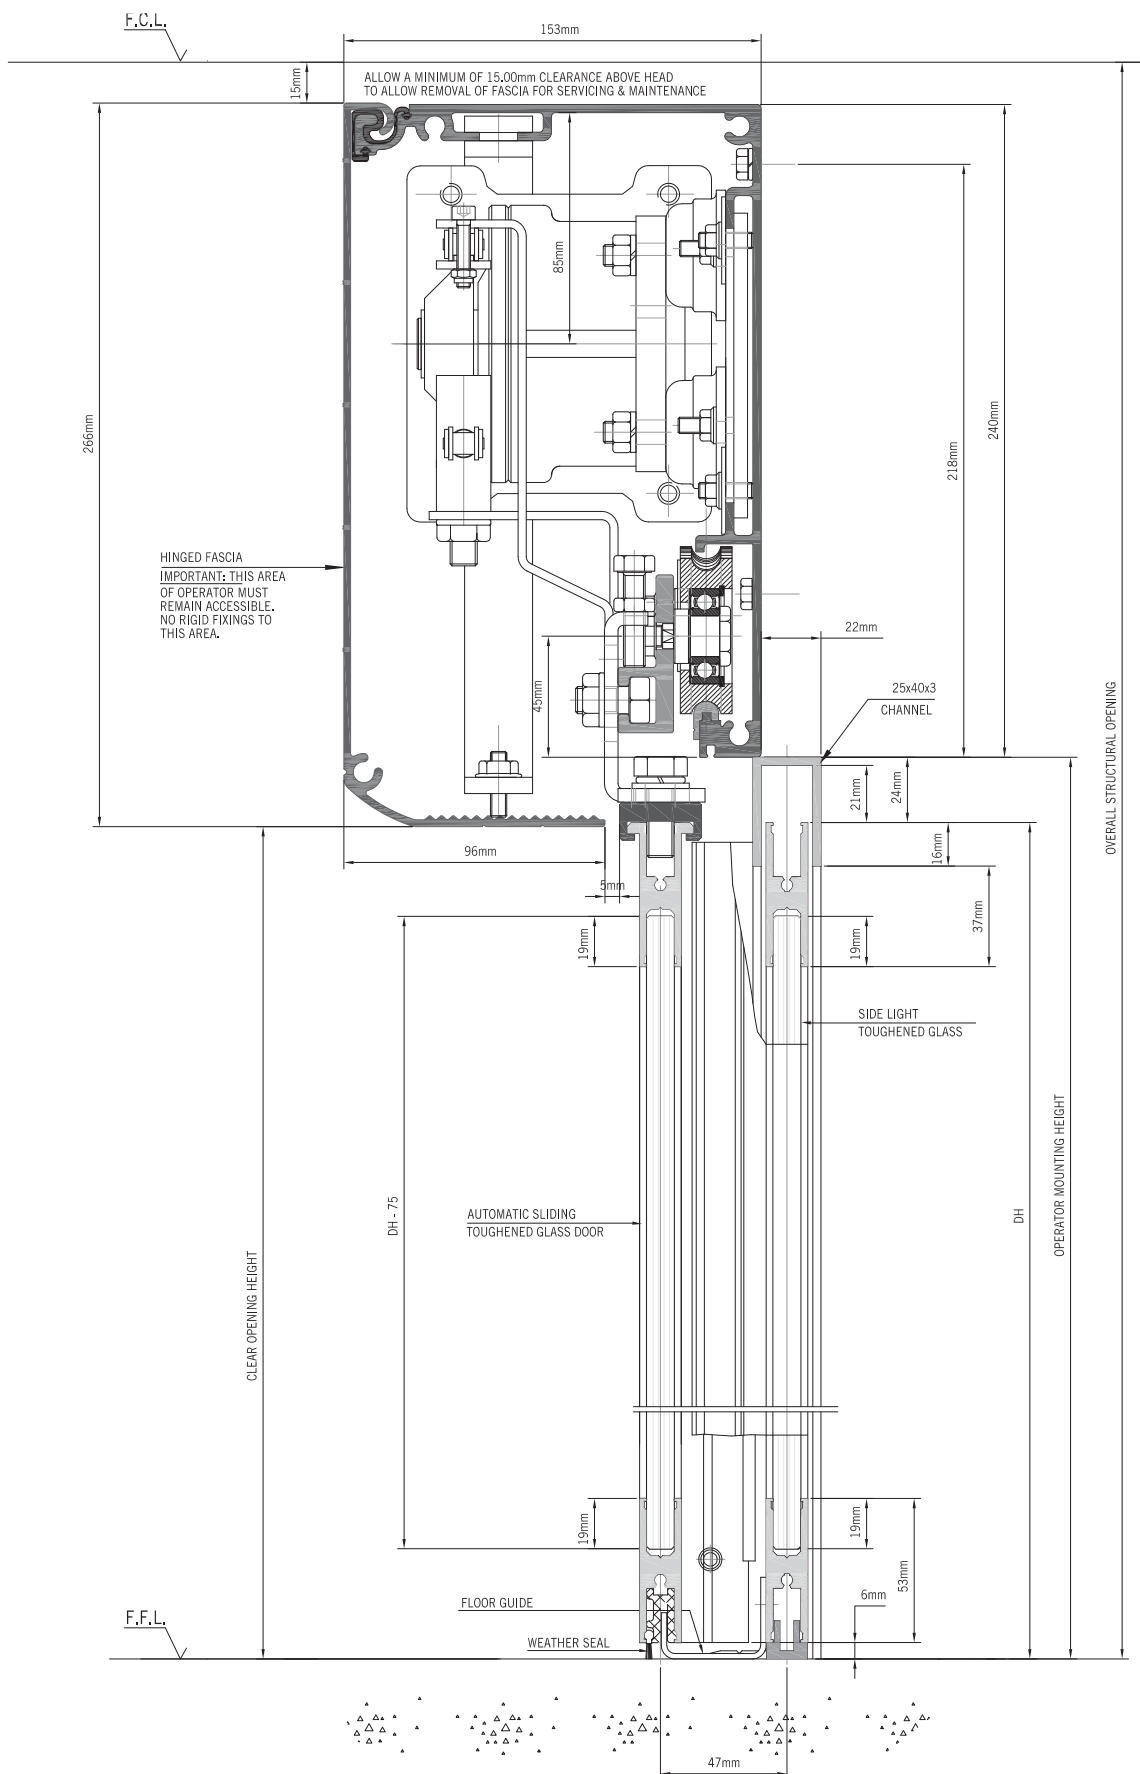 F.C.L.
153mm
15mm
ALLOW A MINIMUM OF 15.00mm CLEARANCE ABOVE HEAD
TO ALLOW REMOVAL OF FASCIA FOR SERVICING & MAINTENANCE
85mm
266mm
240mm
218mm
HINGED FASCIA
IMPORTANT: THIS AREA
OF OPERATOR MUST
REMAIN ACCESSIBLE.
NO RIGID FIXINGS TO
THIS AREA.
22mm
45mm
25x40x3
CHANNEL
OVERALL STRUCTURAL OPENING
21mm
24mm
16mm
96mm
5mm
37mm
19mm
19mm
SIDE LIGHT
TOUGHENED GLASS
OPERATOR MOUNTING HEIGHT
DH - 75
AUTOMATIC SLIDING
TOUGHENED GLASS DOOR
DH
CLEAR OPENING HEIGHT
19mm
19mm
53mm
6mm
FLOOR GUIDE
F.F.L.
WEATHER SEAL
47mm